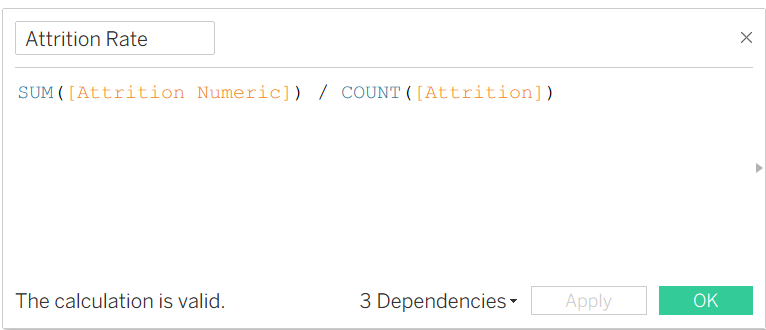 Attrition Rate
SUM([Attrition Numeric]) / COUNT([Attrition])
The calculation is valid. 3 Dependencies Apply OK